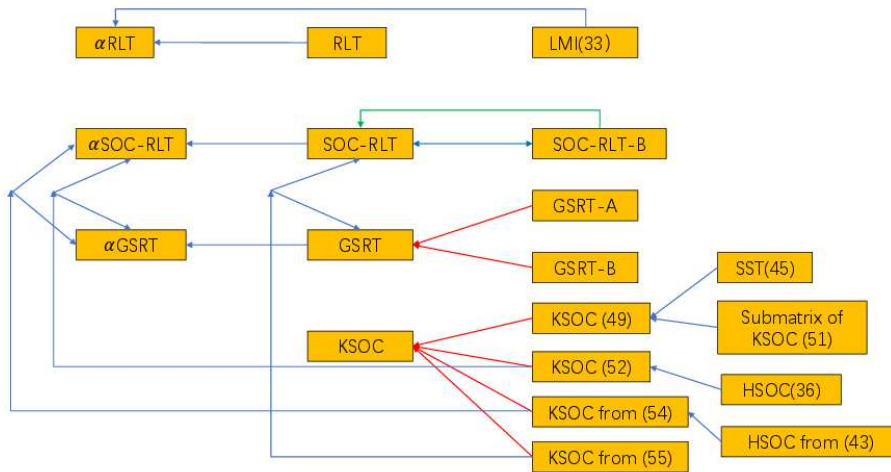 αRLT
RLT
LMI(33)
αSOC-RLT
SOC-RLT
SOC-RLT-B
GSRT-A
αGSRT
GSRT
GSRT-B
SST(45)
KSOC (49)
Submatrix of
KSOC (51)
KSOC
KSOC (52)
HSOC(36)
KSOC from (54)
HSOC from (43)
KSOC from (55)